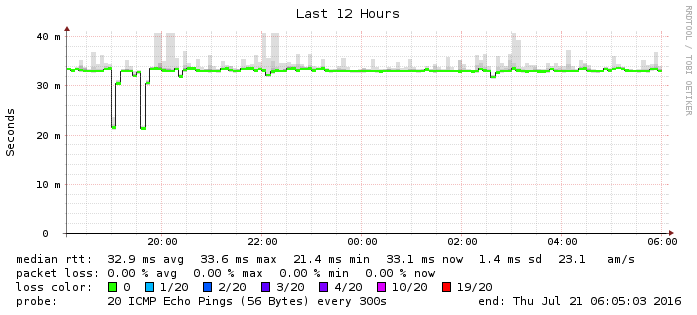 Last 12 Hours
RRDTOOL / TOBI OETIKER
Seconds
40 m
30 m
20 m
10 m
0
20:00 22:00 00:00 02:00 04:00 06:00
median rtt: 32.9 ms avg 33.6 ms max 21.4 ms min 33.1 ms now 1.4 ms sd 23.1 am/s
packet loss: 0.00 % avg 0.00 % max 0.00 % min 0.00 % now
loss color: 0 1/20 2/20 3/20 4/20 10/20 19/20
probe: 20 ICMP Echo Pings (56 Bytes) every 300s end: Thu Jul 21 06:05:03 2016